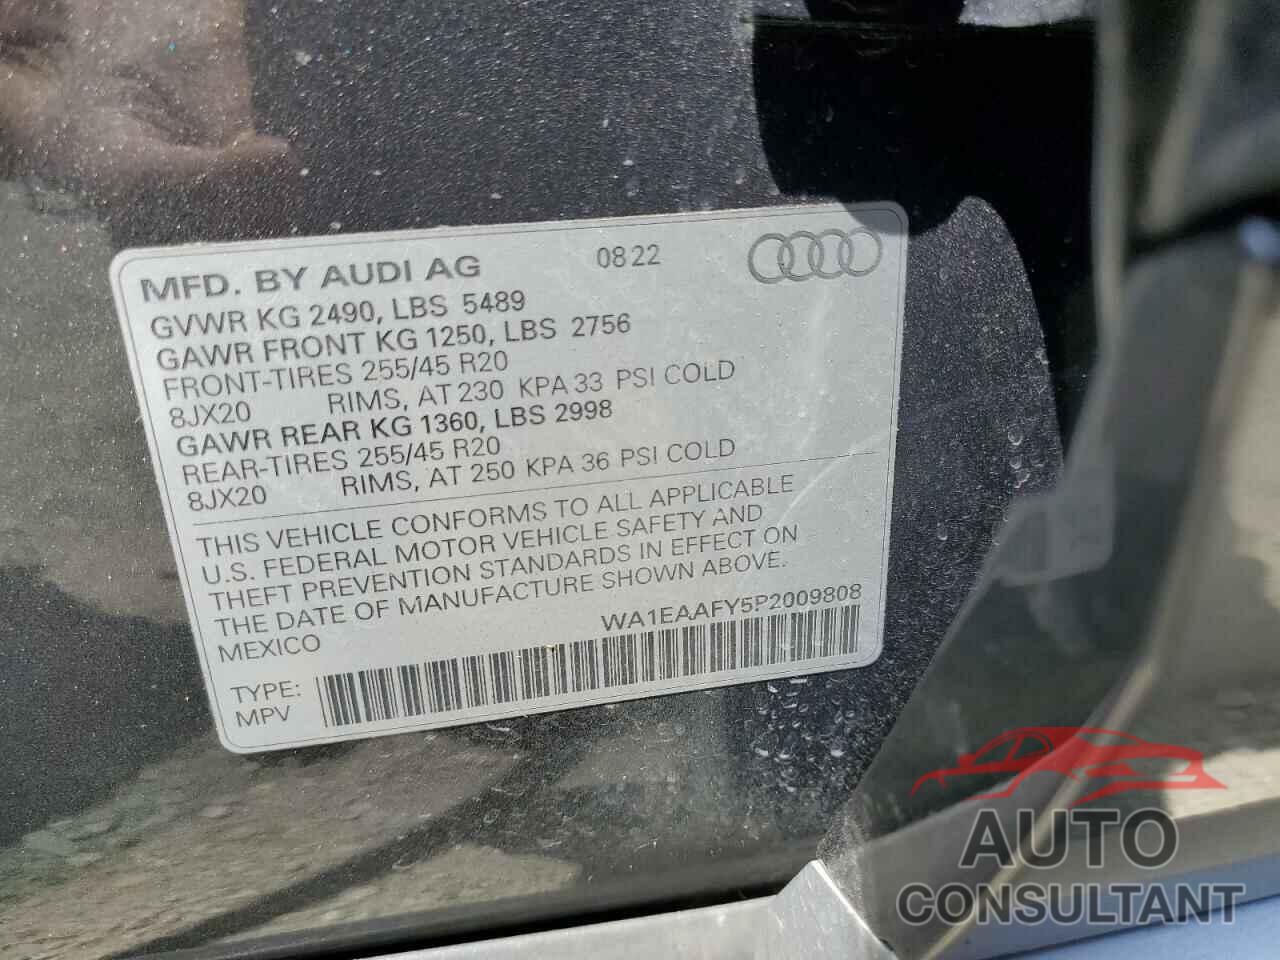 MFD. BY AUDI AG 08 22
GVWR KG 2490, LBS 5489
GAWR FRONT KG 1250, LBS 2756
FRONT-TIRES 255/45 R20
8JX20 RIMS, AT 230 KPA 33 PSI COLD
GAWR REAR KG 1360, LBS 2998
REAR-TIRES 255/45 R20
8JX20 RIMS, AT 250 KPA 36 PSI COLD
THIS VEHICLE CONFORMS TO ALL APPLICABLE
U.S. FEDERAL MOTOR VEHICLE SAFETY AND
THEFT PREVENTION STANDARDS IN EFFECT ON
THE DATE OF MANUFACTURE SHOWN ABOVE.
MEXICO WA1EAAFY5P2009808
TYPE:
MPV
AUTO
CONSULTANT